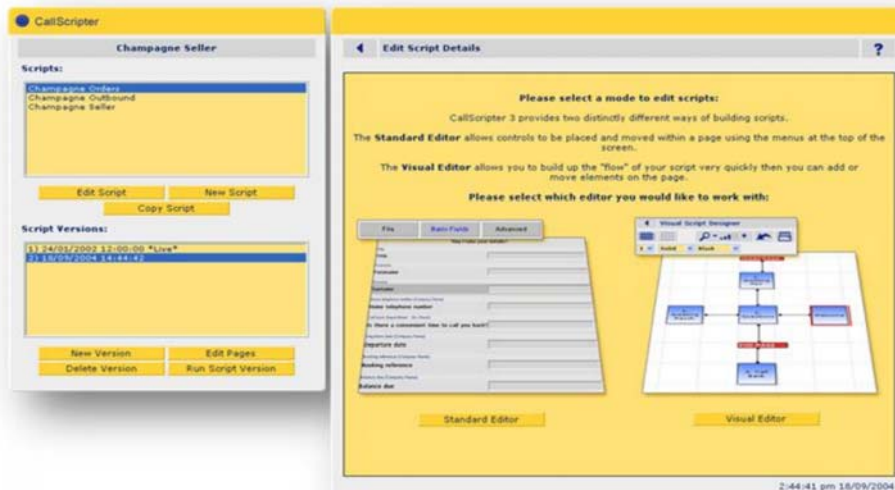 CallScripter
Champagne Seller
Scripts:
Champagne Orders
Champagne Outbound
Champagne Seller
Edit Script
New Script
Copy Script
Script Versions:
1) 24/01/2002 12:00:00 *Live*
2) 18/09/2004 14:44:42
New Version
Edit Pages
Delete Version
Run Script Version
Edit Script Details
?
Please select a mode to edit scripts:
CallScripter 3 provides two distinctly different ways of building scripts.
The Standard Editor allows controls to be placed and moved within a page using the menus at the top of the
screen.
The Visual Editor allows you to build up the "flow" of your script very quickly then you can add or
move elements on the page.
Please select which editor you would like to work with:
File
Basic Fields
Advanced
Title
Forename
Surname
Home telephone number
Is there a convenient time to call you back?
Departure date
Booking reference
Balance due
Standard Editor
Visual Script Designer
Solid
Black
Visual Editor
2:44:41 pm 18/09/2004